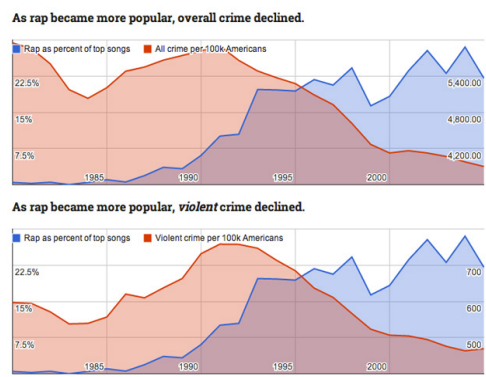 As rap became more popular, overall crime declined.
Rap as percent of top songs All crime per 100k Americans
22.5% 5,400.00
15% 4,800.00
7.5% 4,200.00
1985 1990 1995 2000
As rap became more popular, violent crime declined.
Rap as percent of top songs Violent crime per 100k Americans
22.5% 700
15% 600
7.5% 500
1985 1990 1995 2000